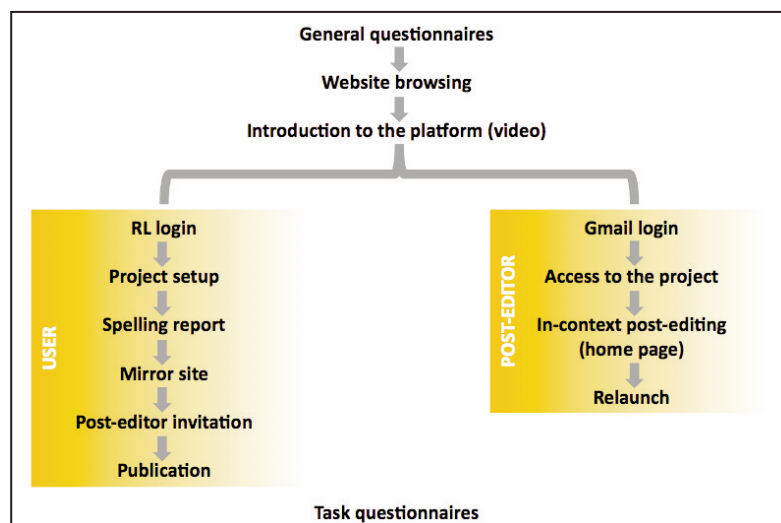 General questionnaires
Website browsing
Introduction to the platform (video)
USER
RL login
Project setup
Spelling report
Mirror site
Post-editor invitation
Publication
POST-EDITOR
Gmail login
Access to the project
In-context post-editing
(home page)
Relaunch
Task questionnaires